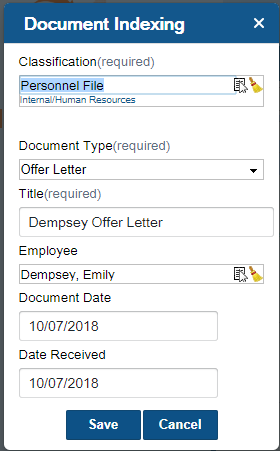 Document Indexing ×
Classification(required)
Personnel File
Internal/Human Resources
Document Type(required)
Offer Letter
Title(required)
Dempsey Offer Letter
Employee
Dempsey, Emily
Document Date
10/07/2018
Date Received
10/07/2018
Save Cancel